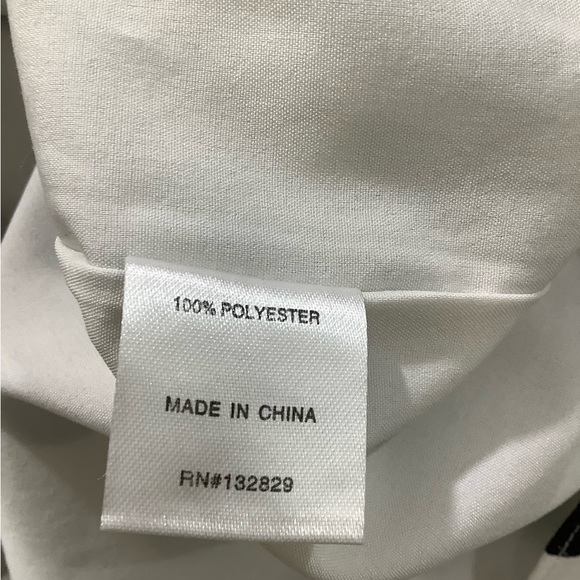 100% POLYESTER
MADE IN CHINA
RN#132829